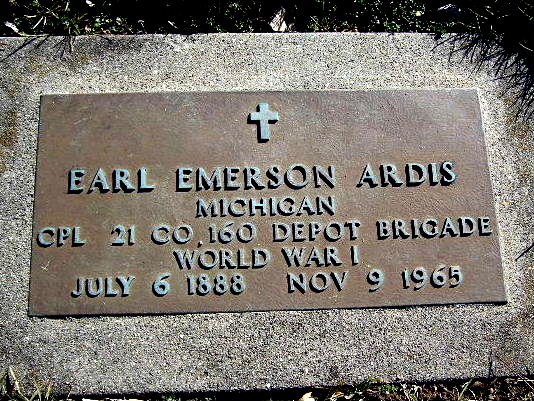 EARL EMERSON ARDIS
MICHIGAN
CPL 21 CO. 160 DEPOT BRIGADE
WORLD WAR I
JULY 6 1888 NOV 9 1965